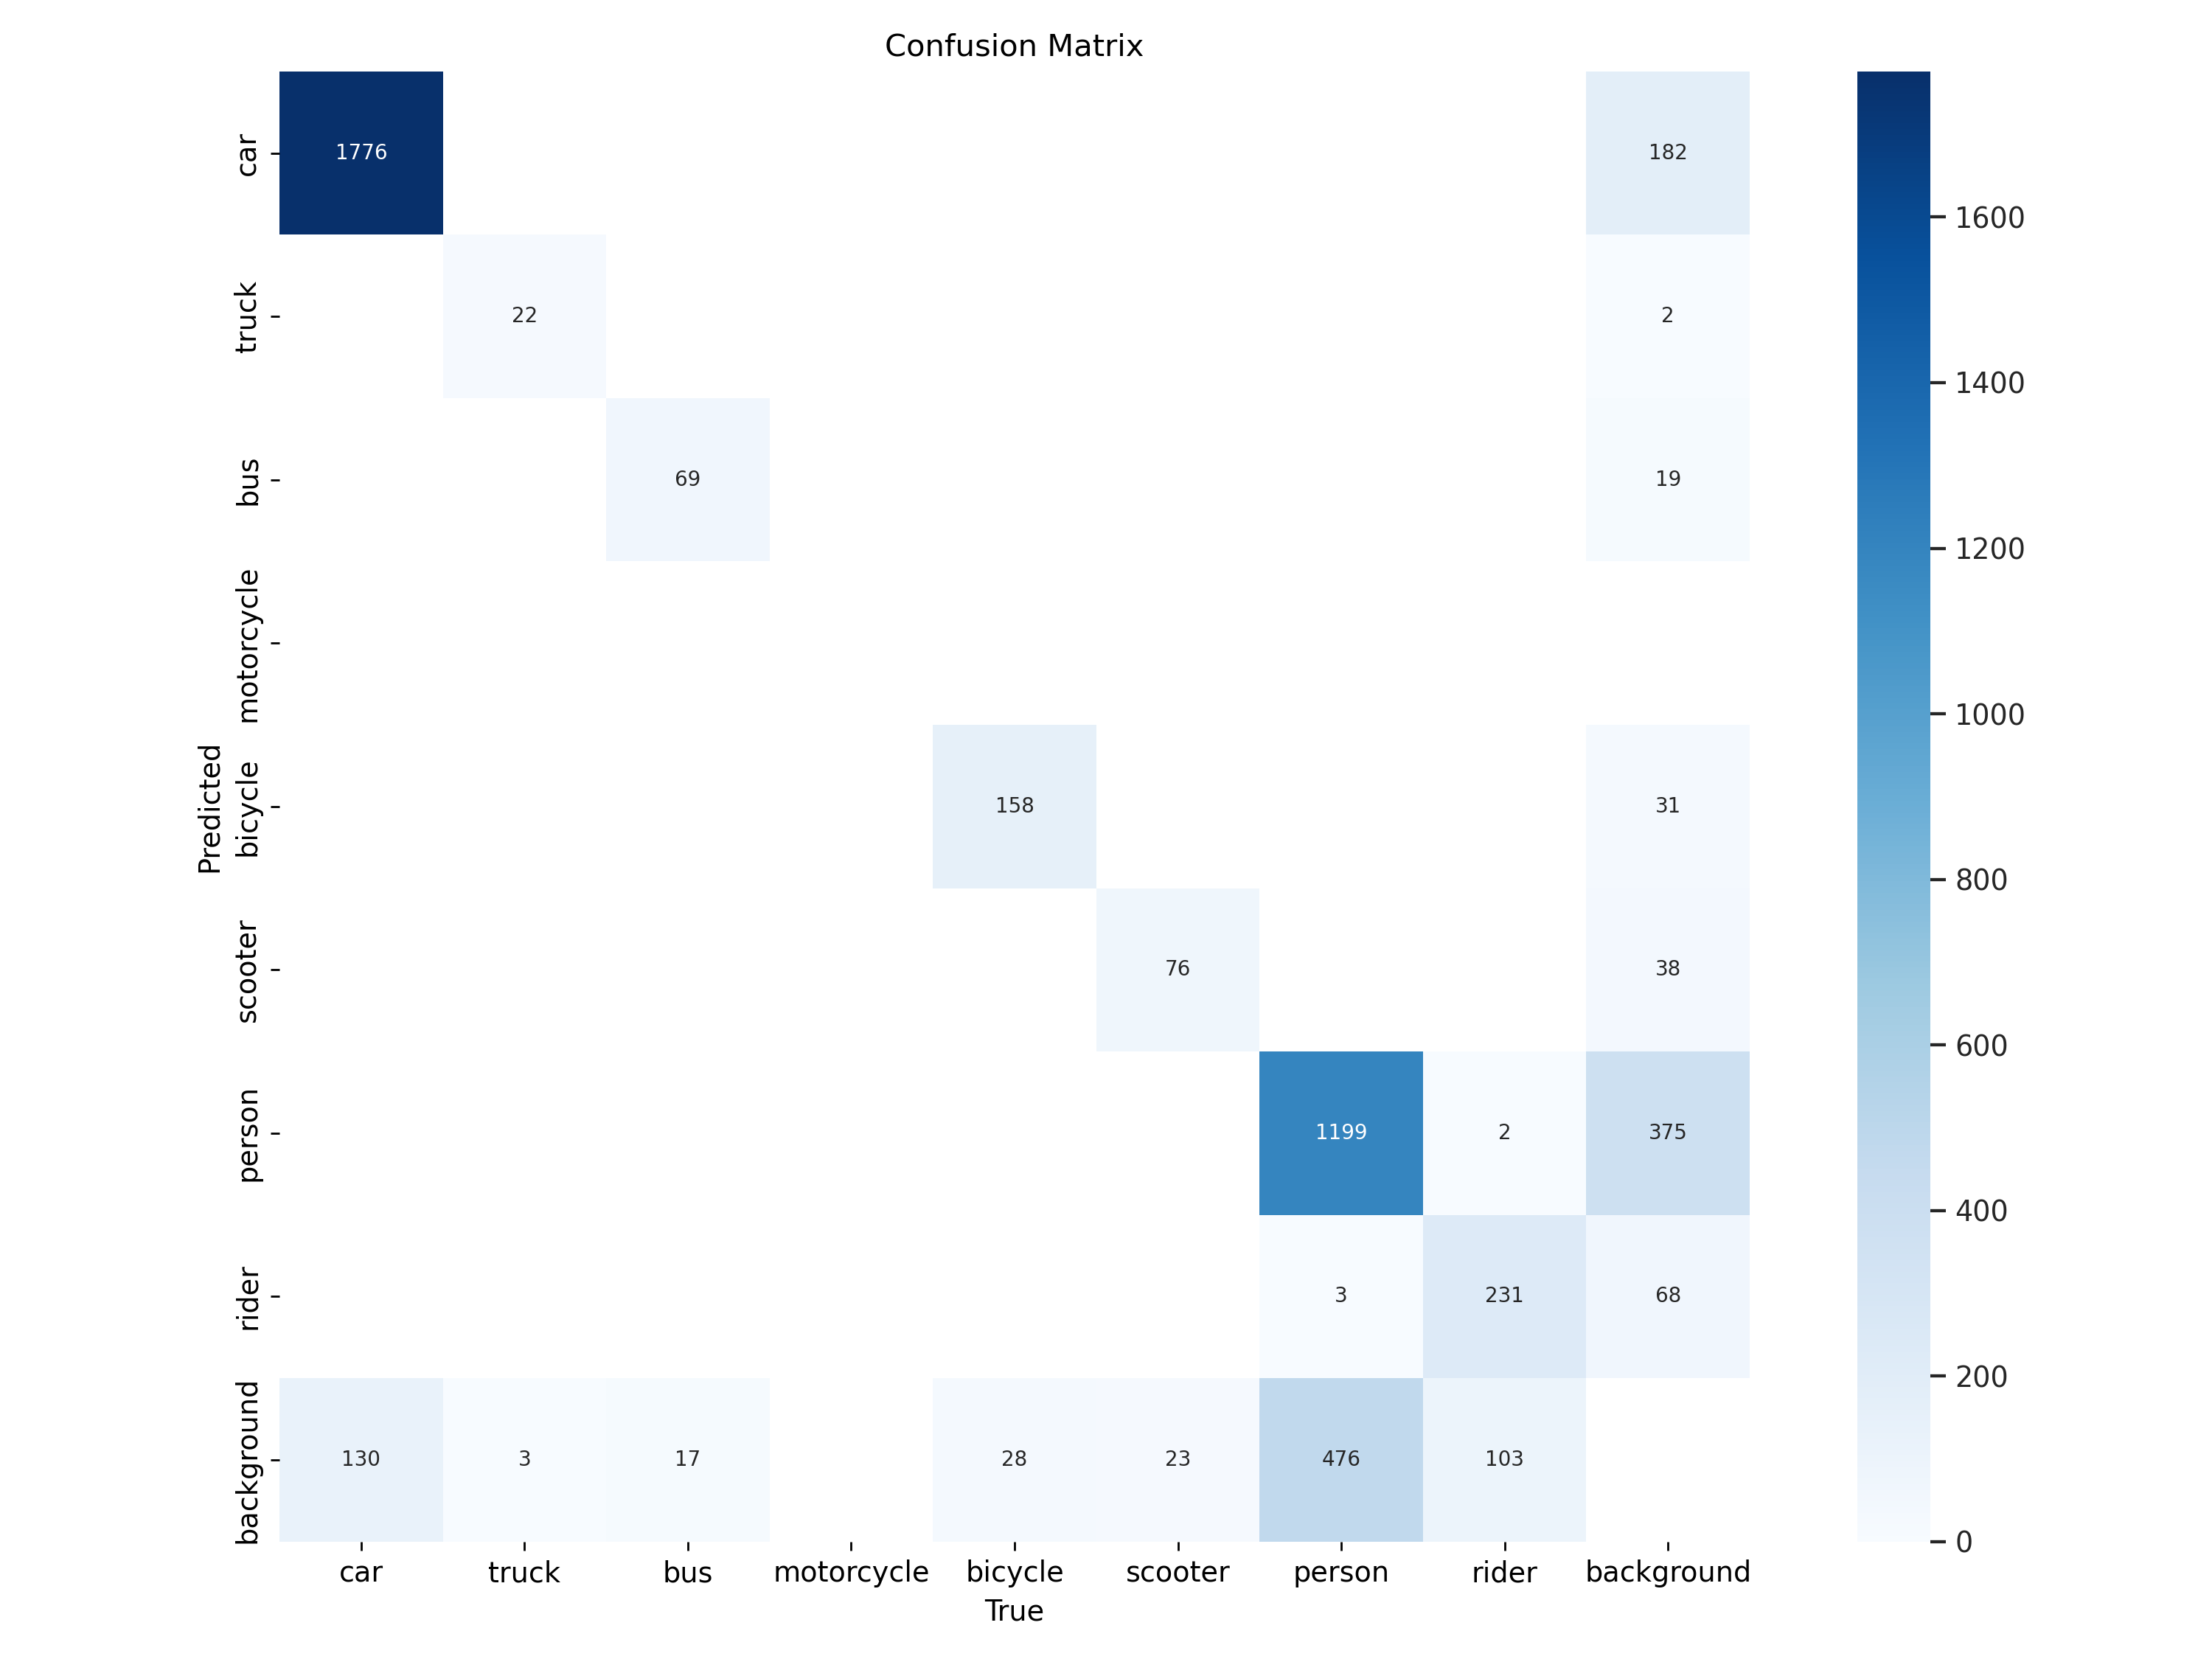 Confusion Matrix
car
1776
182
1600
truck
22
2
1400
bus
69
19
1200
motorcycle
1000
Predicted
bicycle
158
31
800
scooter
76
38
600
person
1199
2
375
400
rider
3
231
68
200
background
130
3
17
28
23
476
103
0
car truck bus motorcycle bicycle scooter person rider background
True